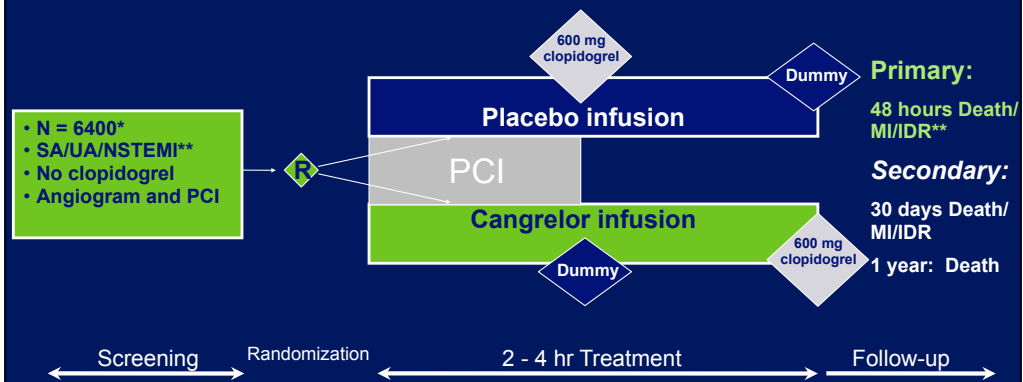 600 mg
clopidogrel
Dummy
Primary:
48 hours Death/
MI/IDR**
Placebo infusion
• N = 6400*
• SA/UA/NSTEMI**
• No clopidogrel
• Angiogram and PCI
R
PCI
Secondary:
30 days Death/
MI/IDR
1 year: Death
Cangrelor infusion
600 mg
clopidogrel
Dummy
Screening
Randomization
2 - 4 hr Treatment
Follow-up